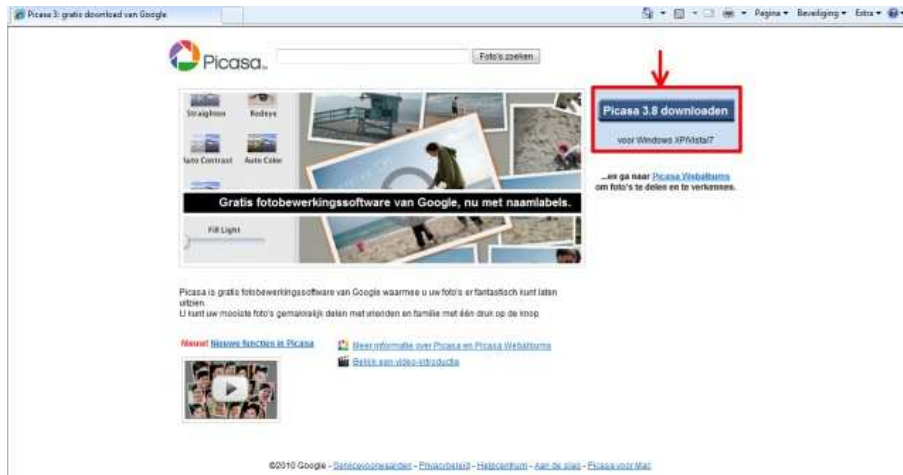 Picasa 3: gratis download van Google
Pagina Beveiliging Extra
Picasa
Foto's zoeken
Straighten Redeye
Auto Contrast Auto Color
Gratis fotobewerkingssoftware van Google, nu met naamlabels.
Fill Light
Picasa 3.8 downloaden
voor Windows XP/Vista/7
...en ga naar Picasa Webalbums
om foto's te delen en te verkennen.
Picasa is gratis fotobewerkingssoftware van Google waarmee u uw foto's er fantastisch kunt laten
uitzien.
U kunt uw mooiste foto's gemakkelijk delen met vrienden en familie met één druk op de knop.
Nieuw! Nieuwe functies in Picasa
Meer informatie over Picasa en Picasa Webalbums
Bekijk een video-introductie
©2010 Google - Servicevoorwaarden - Privacybeleid - Helpcentrum - Aan de slag - Picasa voor Mac